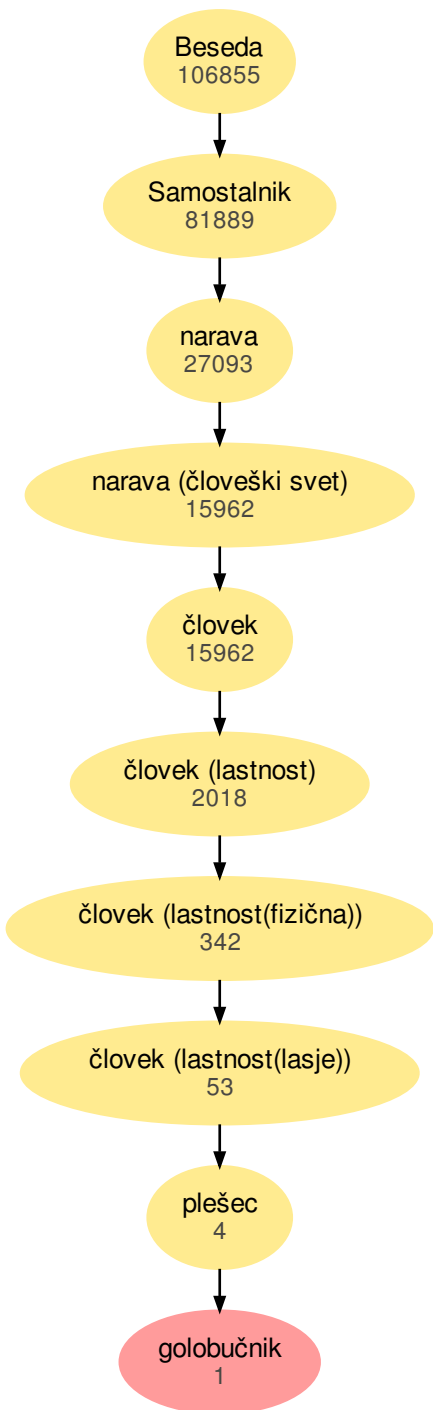 Beseda
106855
Samostalnik
81889
narava
27093
narava (človeški svet)
15962
človek
15962
človek (lastnost)
2018
človek (lastnost(fizična))
342
človek (lastnost(lasje))
53
plešec
4
golobučnik
1